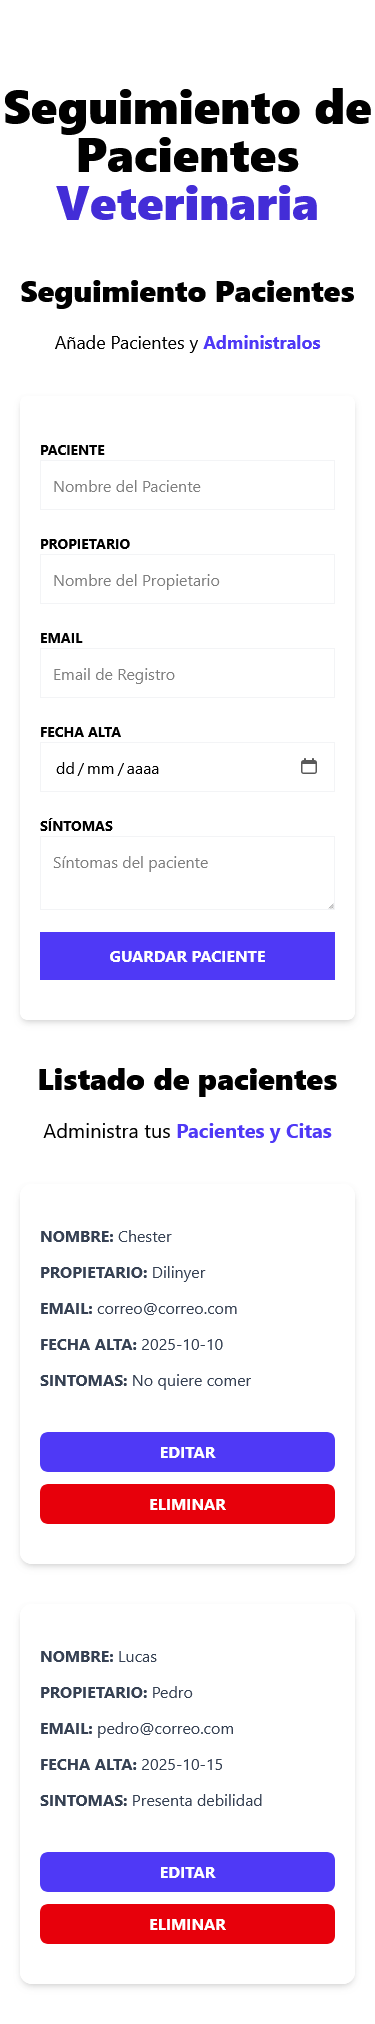 Seguimiento de
Pacientes
Veterinaria
Seguimiento Pacientes
Añade Pacientes y Administralos
PACIENTE
Nombre del Paciente
PROPIETARIO
Nombre del Propietario
EMAIL
Email de Registro
FECHA ALTA
dd/mm/aaaa
SÍNTOMAS
Síntomas del paciente
GUARDAR PACIENTE
Listado de pacientes
Administra tus Pacientes y Citas
NOMBRE: Chester
PROPIETARIO: Dilinyer
EMAIL: correo@correo.com
FECHA ALTA: 2025-10-10
SINTOMAS: No quiere comer
EDITAR
ELIMINAR
NOMBRE: Lucas
PROPIETARIO: Pedro
EMAIL: pedro@correo.com
FECHA ALTA: 2025-10-15
SINTOMAS: Presenta debilidad
EDITAR
ELIMINAR